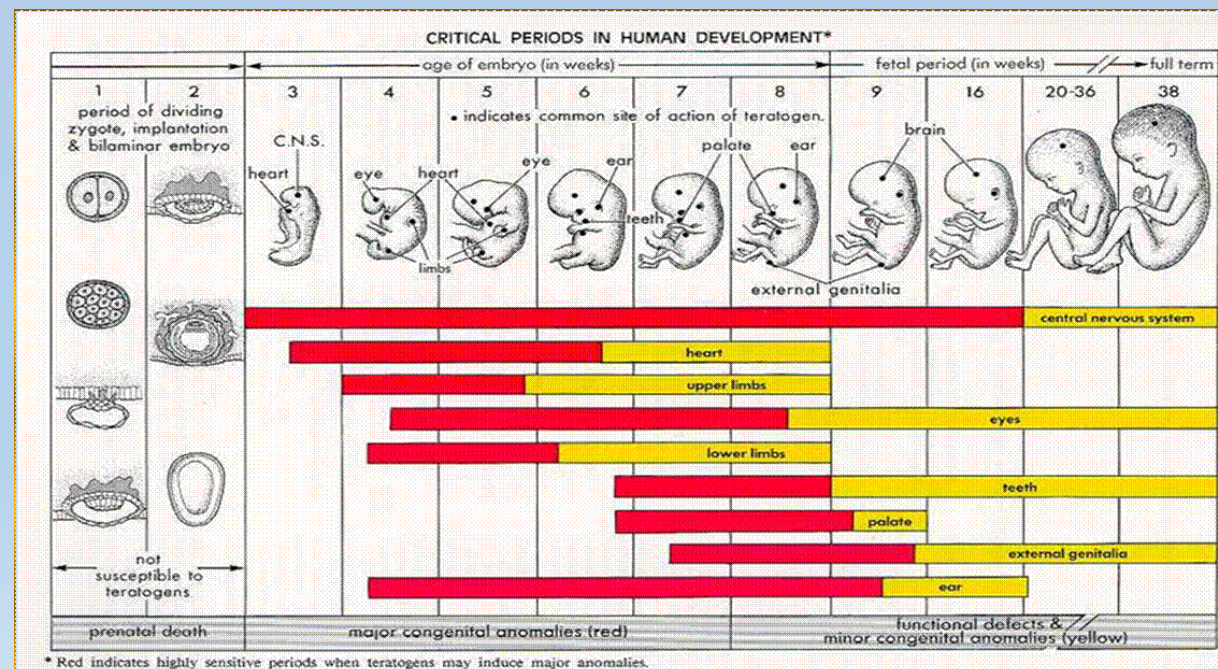 CRITICAL PERIODS IN HUMAN DEVELOPMENT*
age of embryo (in weeks)
fetal period (in weeks)
full term
1
2
3
4
5
6
7
8
9
16
20-36
38
period of dividing
zygote, implantation
& bilaminar embryo
• indicates common site of action of teratogen.
C.N.S.
heart
eye
heart
limbs
eye
ear
teeth
palate
ear
brain
external genitalia
central nervous system
heart
upper limbs
eyes
lower limbs
teeth
palate
external genitalia
ear
not
susceptible to
teratogens
prenatal death
major congenital anomalies (red)
functional defects &
minor congenital anomalies (yellow)
* Red indicates highly sensitive periods when teratogens may induce major anomalies.